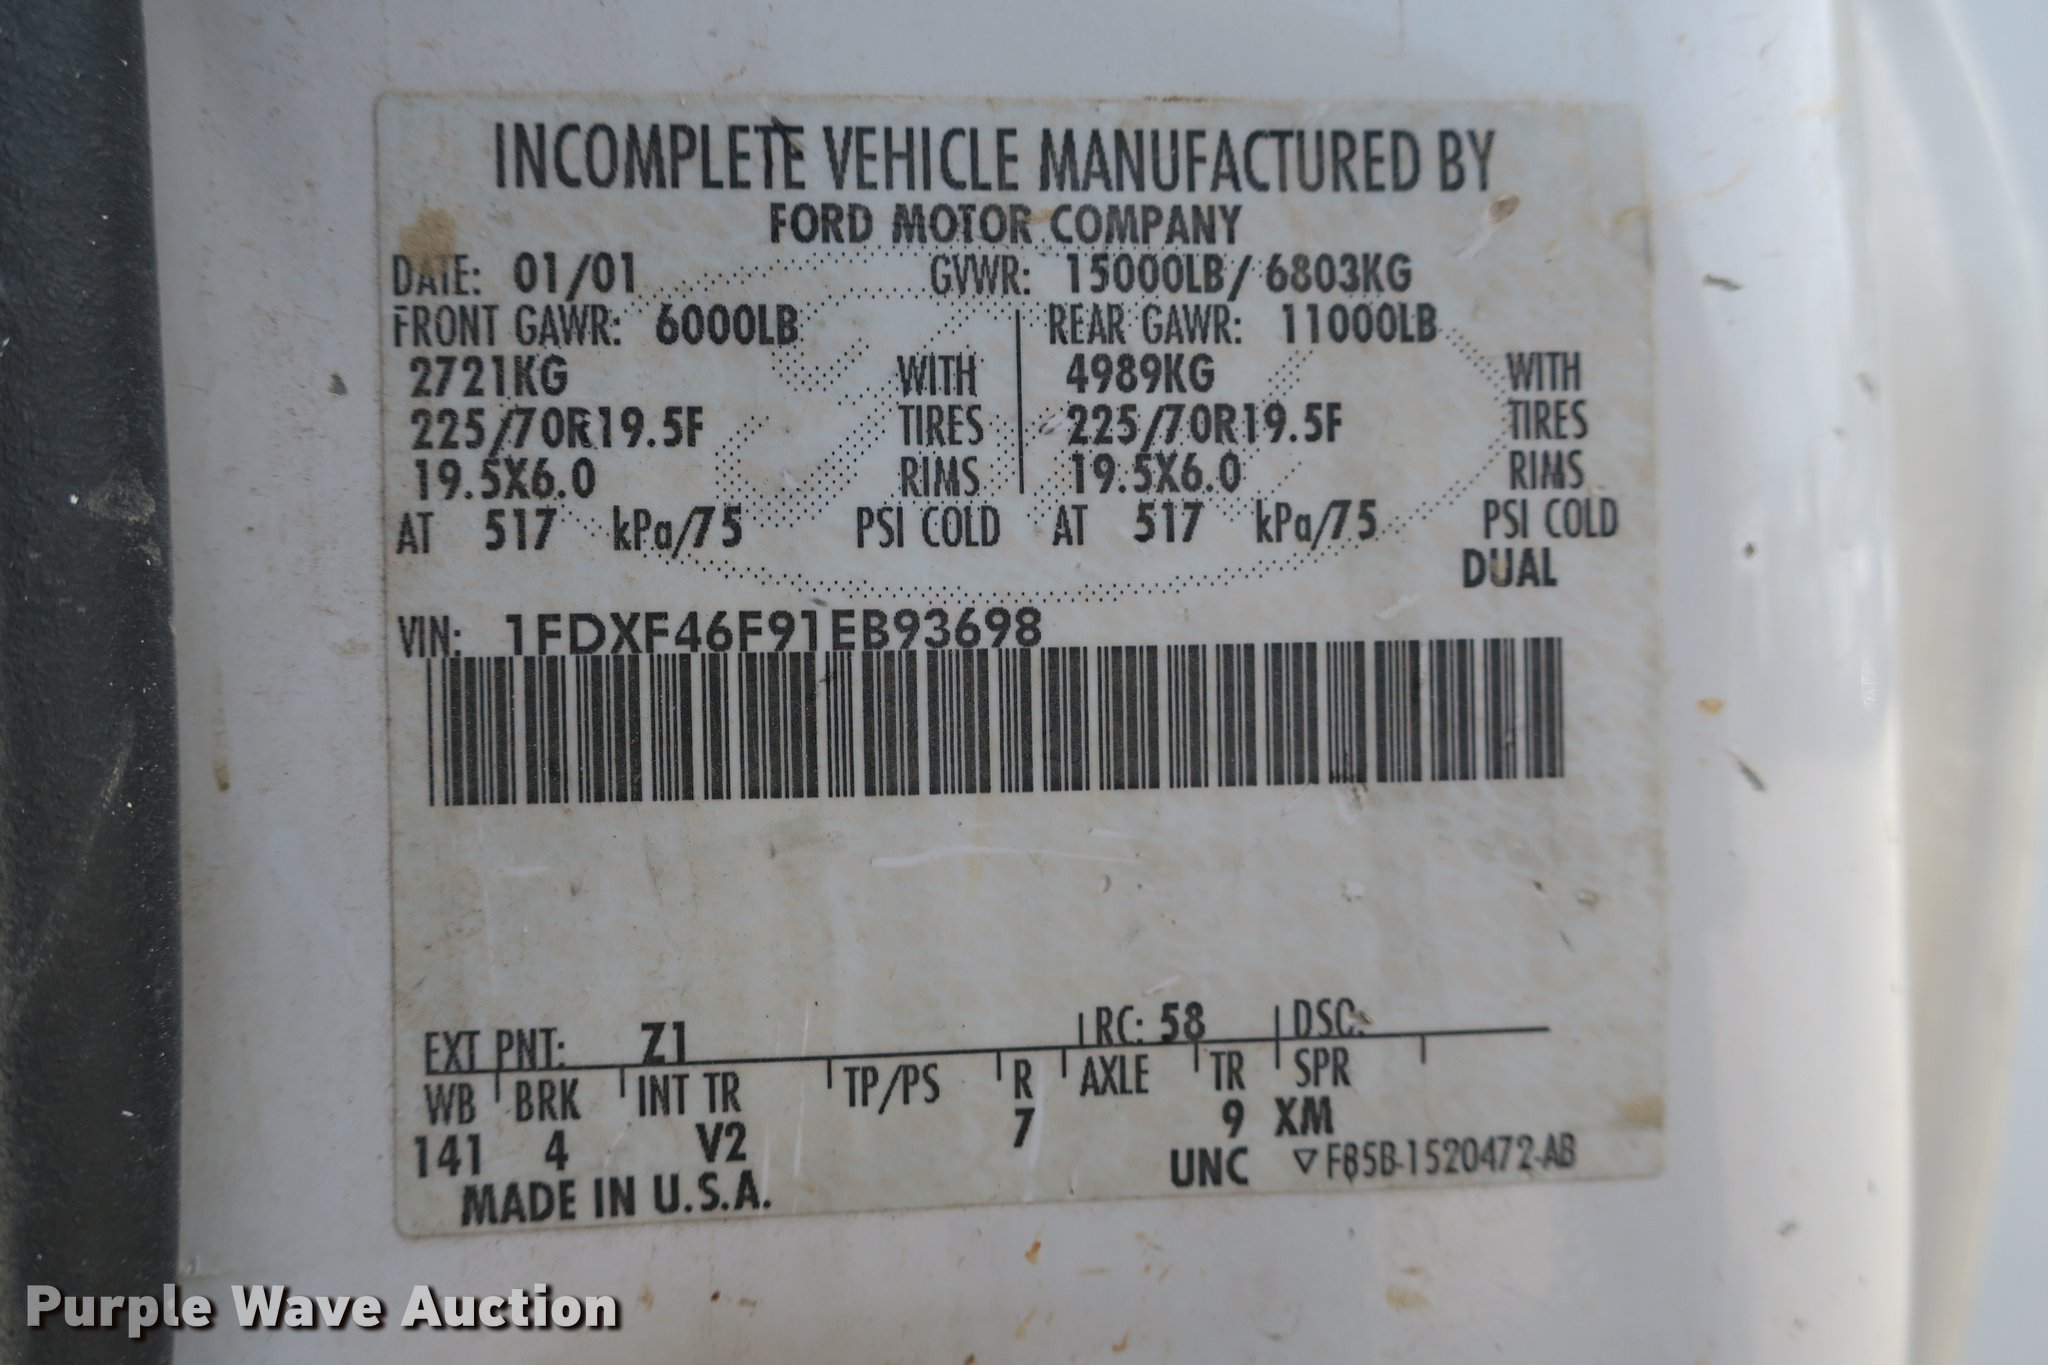 INCOMPLETE VEHICLE MANUFACTURED BY
FORD MOTOR COMPANY
DATE: 01/01 GVWR: 15000LB/ 6803KG
FRONT GAWR: 6000LB REAR GAWR: 11000LB
2721KG WITH 4989KG WITH
225/70R19.5F TIRES 225/70R19.5F TIRES
19.5X6.0 RIMS 19.5X6.0 RIMS
AT 517 kPa/75 PSI COLD AT 517 kPa/75 PSI COLD
DUAL
VIN: 1FDXF46F91EB93698
EXT PNT: Z1 RC: 58 DSO:
WB BRK INT TR TP/PS R AXLE TR SPR
141 4 V2 7 9 XM
MADE IN U.S.A. UNC ▽F85B-1520472-AB
Purple Wave Auction